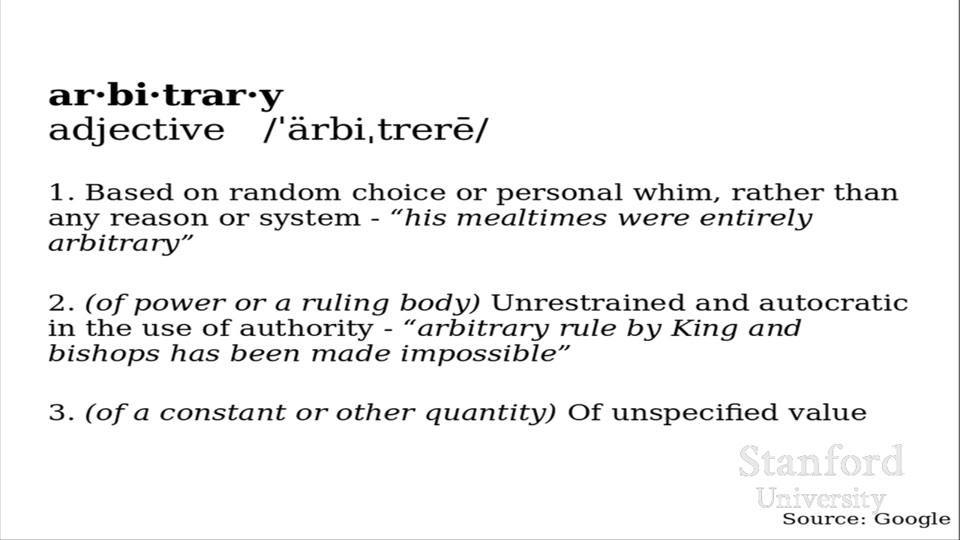 ar·bi·trar·y
adjective /ˈärbiˌtrerē/
1. Based on random choice or personal whim, rather than
any reason or system - “his mealtimes were entirely
arbitrary”
2. (of power or a ruling body) Unrestrained and autocratic
in the use of authority - “arbitrary rule by King and
bishops has been made impossible”
3. (of a constant or other quantity) Of unspecified value
Stanford
University
Source: Google